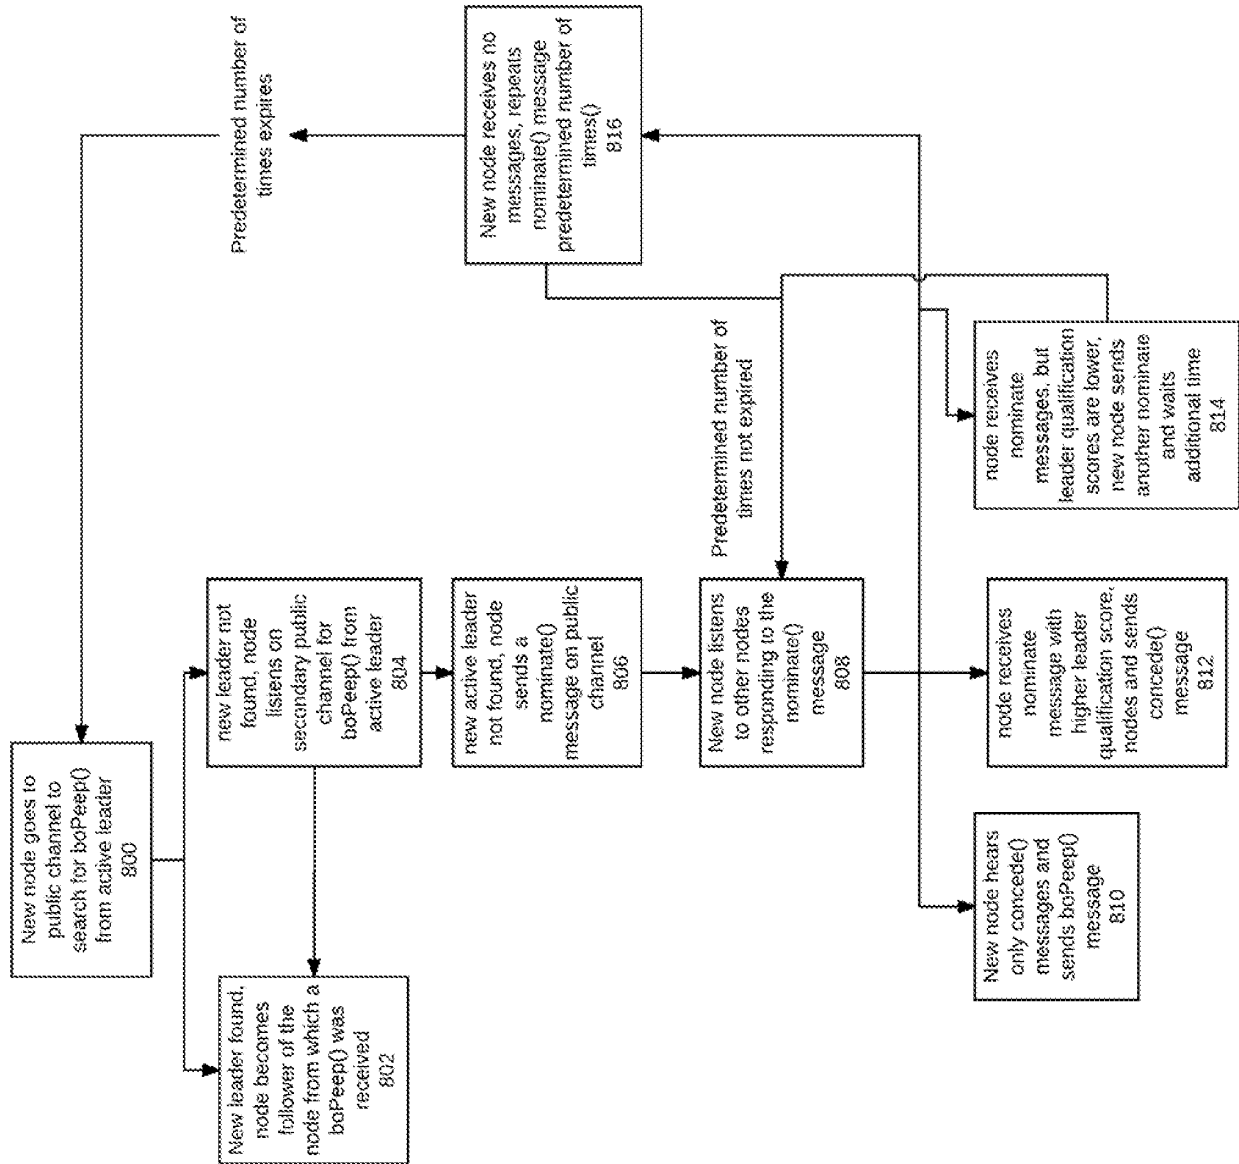 New node goes to
public channel to
search for boPeep()
from active leader
800
New leader found,
node becomes
follower of the
node from which a
boPeep() was
received
802
new leader not
found, node
listens on
secondary public
channel for
boPeep() from
active leader
804
new active leader
not found, node
sends a
nominate()
message on public
channel
806
New node listens
to other nodes
responding to the
nominate()
message
808
New node hears
only concede()
messages and
sends boPeep()
message
810
node receives
nominate
message with
higher leader
qualification score,
nodes and sends
concede()
message
812
node receives
nominate
messages, but
leader qualification
scores are lower,
new node sends
another nominate
and waits
additional time
814
New node receives no
messages, repeats
nominate() message
predetermined number of
times()
816
Predetermined number of
times expires
Predetermined number of
times not expired